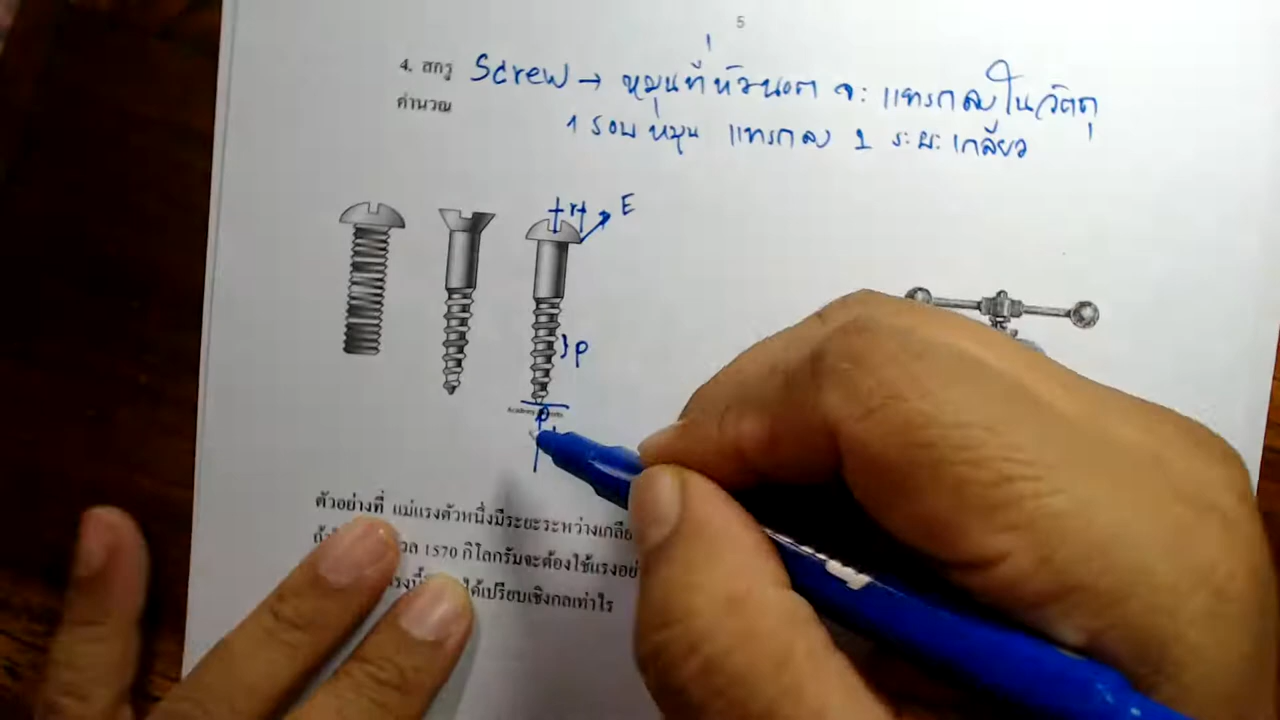 5
4. สกรู Screw → หมุนที่หัวนอต จะ แทรกลงในวัตถุ
คำนวณ
1 รอบหมุน แทรกลง 1 ระยะเกลียว
r E
P
Academy
ตัวอย่างที่ แม่แรงตัวหนึ่งมีระยะระหว่างเกลีย
1570 กิโลกรัมจะต้องใช้แรงอย่
ได้เปรียบเชิงกลเท่าไร